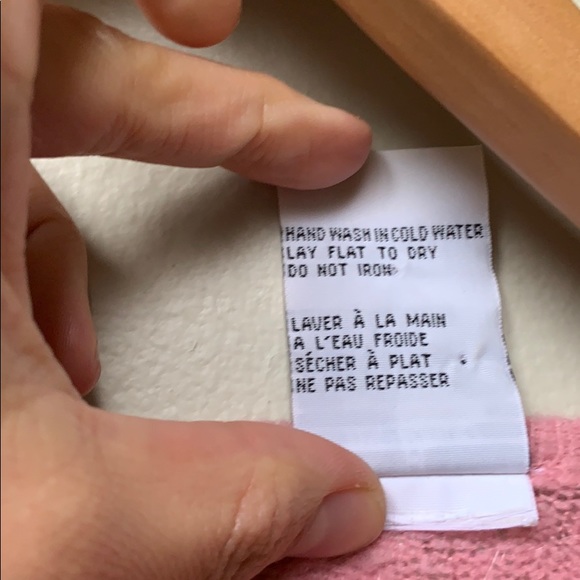 HAND WASH IN COLD WATER
LAY FLAT TO DRY
DO NOT IRON
LAVER À LA MAIN
A L'EAU FROIDE
SÉCHER À PLAT
NE PAS REPASSER